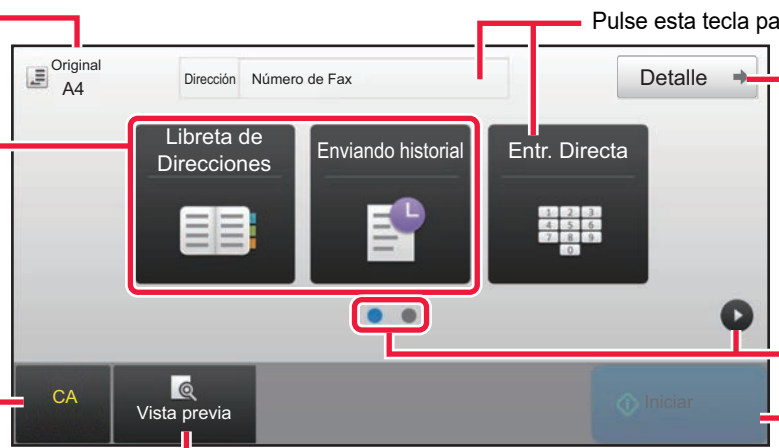 Pulse esta tecla pa
Original
A4
Dirección Número de Fax
Detalle
Libreta de
Direcciones
Enviando historial
Entr. Directa
1 2 3
4 5 6
7 8 9
0
CA
Vista previa
Iniciar